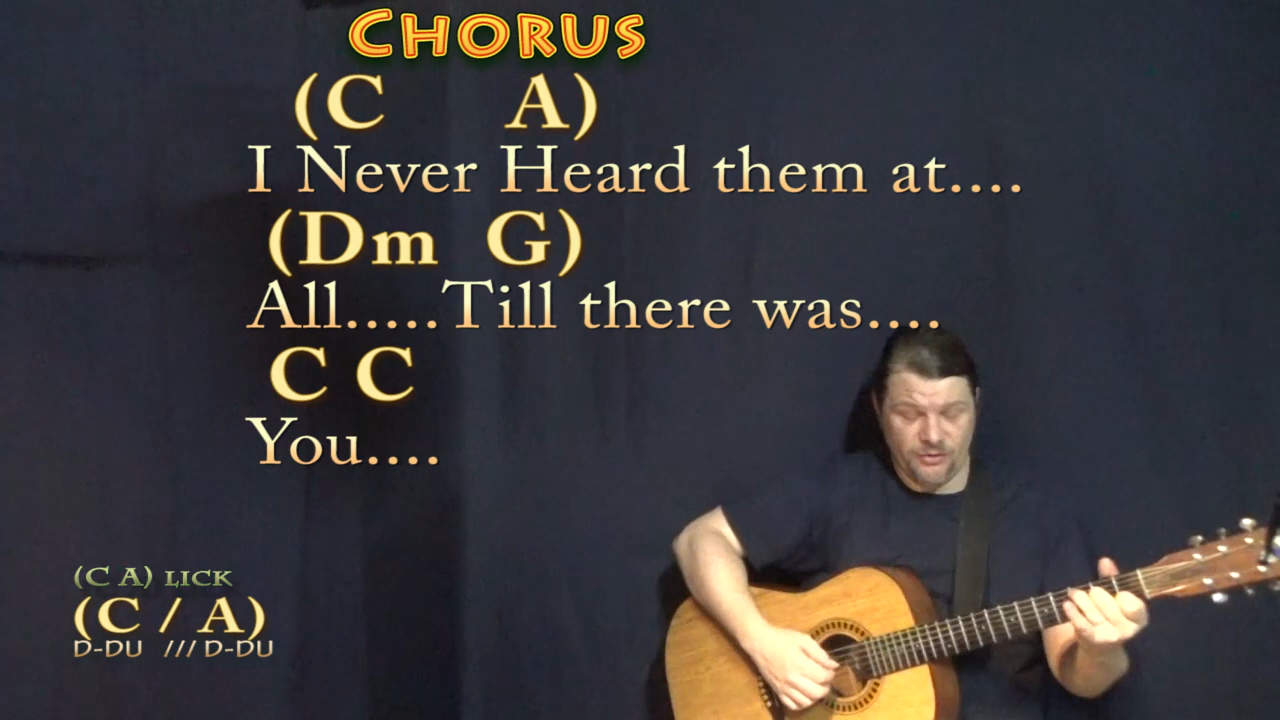 CHORUS
(C A)
I Never Heard them at....
(Dm G)
All.....Till there was....
C C
You....
(C A) LICK
(C / A)
D-DU /// D-DU